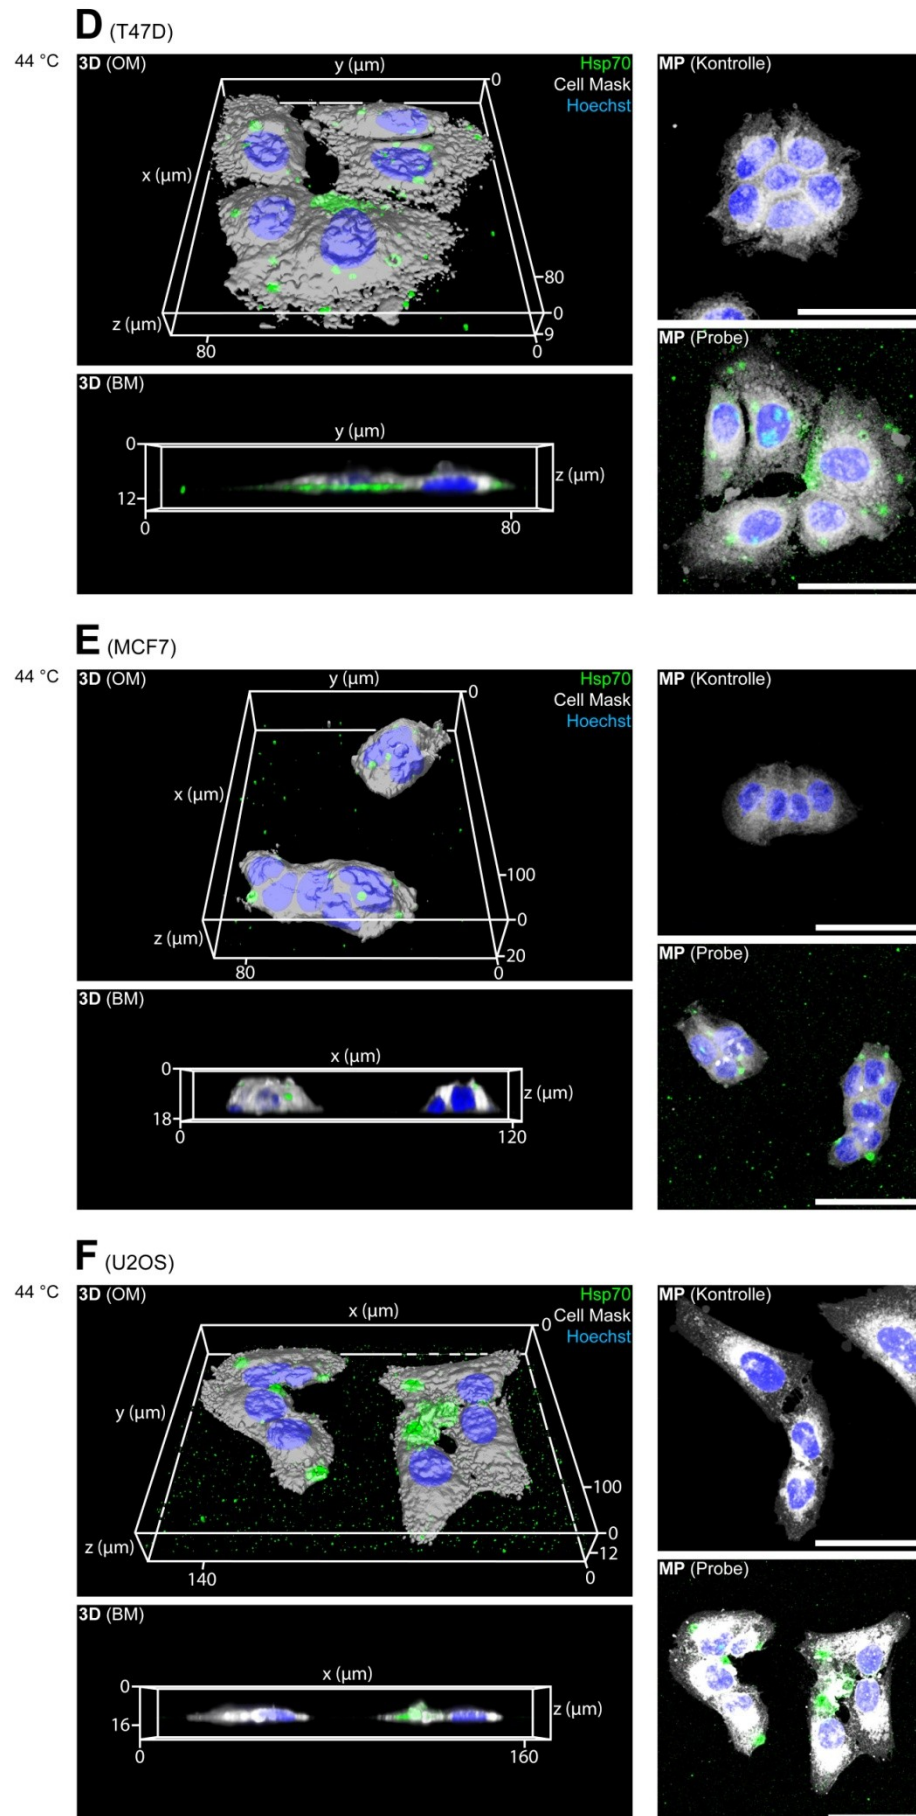 D (T47D)
44 °C
3D (OM)
y (µm)
0
Hsp70
Cell Mask
Hoechst
x (µm)
80
0
z (µm)
9
80
0
MP (Kontrolle)
MP (Probe)
3D (BM)
y (µm)
0
z (µm)
12
0
80
E (MCF7)
44 °C
3D (OM)
y (µm)
0
Hsp70
Cell Mask
Hoechst
x (µm)
100
0
z (µm)
20
80
0
MP (Kontrolle)
MP (Probe)
3D (BM)
x (µm)
0
z (µm)
18
0
120
F (U2OS)
44 °C
3D (OM)
x (µm)
0
Hsp70
Cell Mask
Hoechst
y (µm)
100
0
z (µm)
12
140
0
MP (Kontrolle)
MP (Probe)
3D (BM)
x (µm)
0
z (µm)
16
0
160